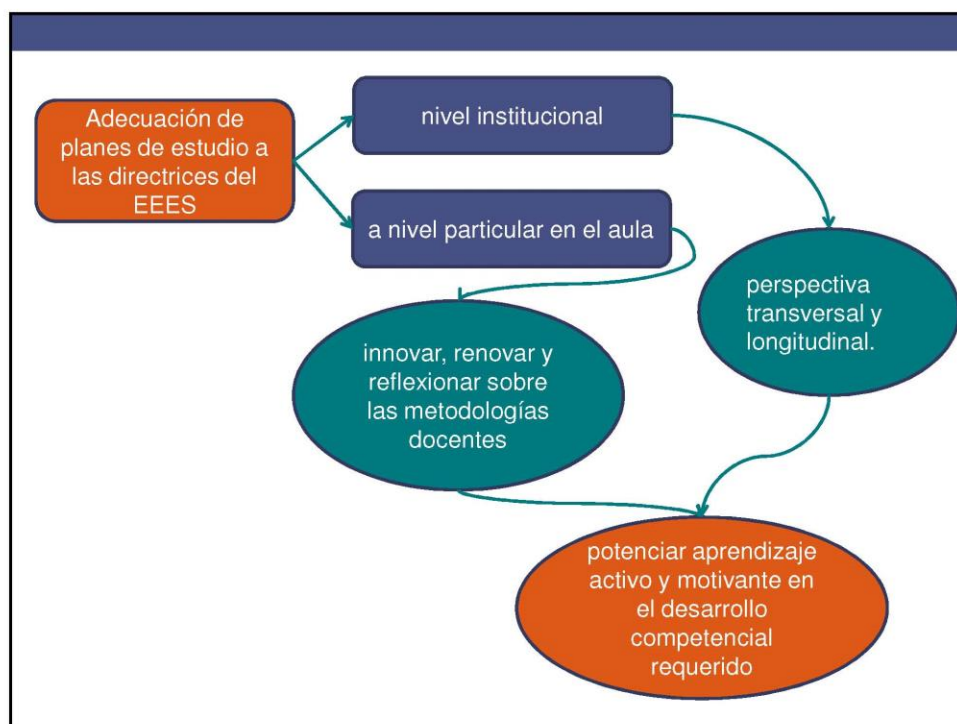 Adecuación de
planes de estudio a
las directrices del
EEES
nivel institucional
a nivel particular en el aula
perspectiva
transversal y
longitudinal.
innovar, renovar y
reflexionar sobre
las metodologías
docentes
potenciar aprendizaje
activo y motivante en
el desarrollo
competencial
requerido